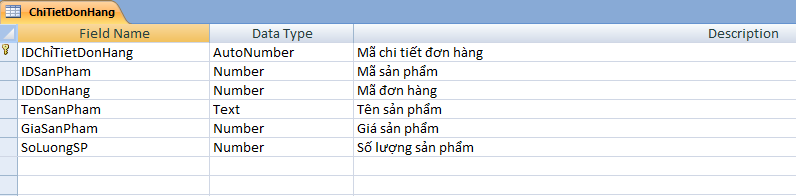 ChiTietDonHang
Field Name Data Type Description
IDChiTietDonHang AutoNumber Mã chi tiết đơn hàng
IDSanPham Number Mã sản phẩm
IDDonHang Number Mã đơn hàng
TenSanPham Text Tên sản phẩm
GiaSanPham Number Giá sản phẩm
SoLuongSP Number Số lượng sản phẩm